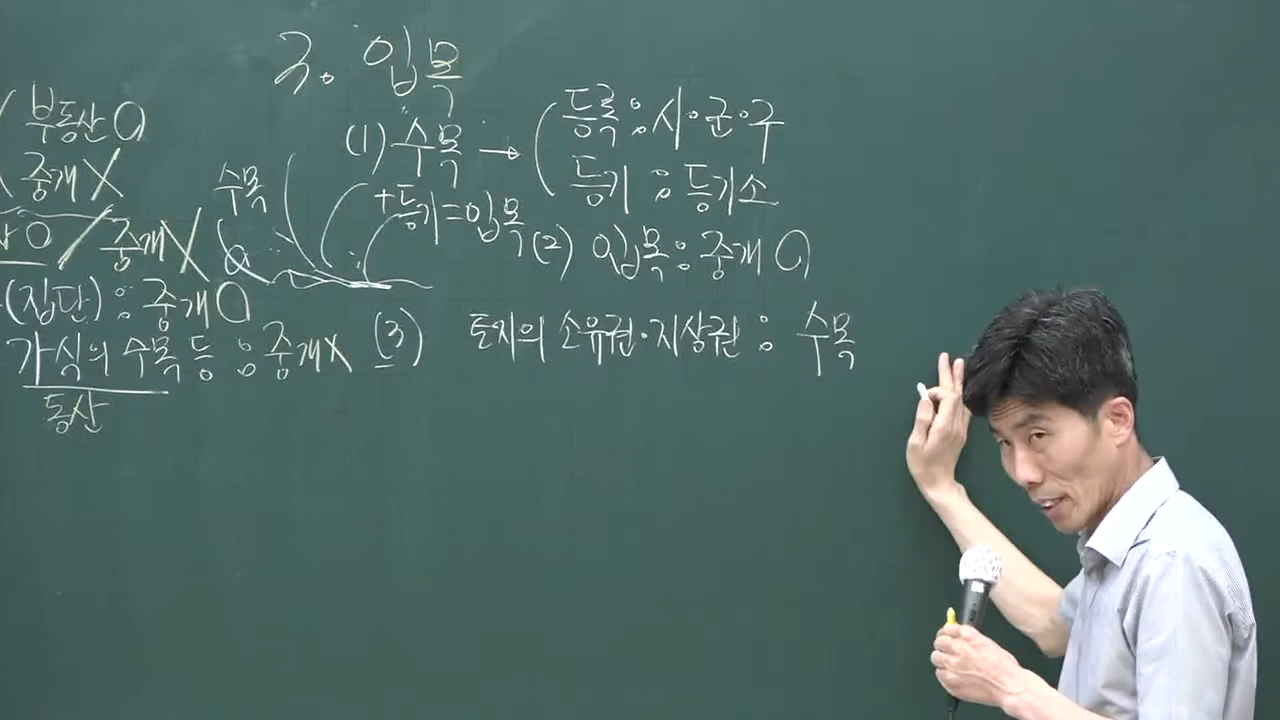 3. 입목
부동산 O
중개 X
산 O / 중개 X
(집단) : 중개 O
가식의 수목 등 : 중개 X
동산
수목
(1) 수목 → 등록 : 시·군·구
등기 : 등기소
+등기=입목
(2) 입목 : 중개 O
(3) 토지의 소유권·지상권 : 수목